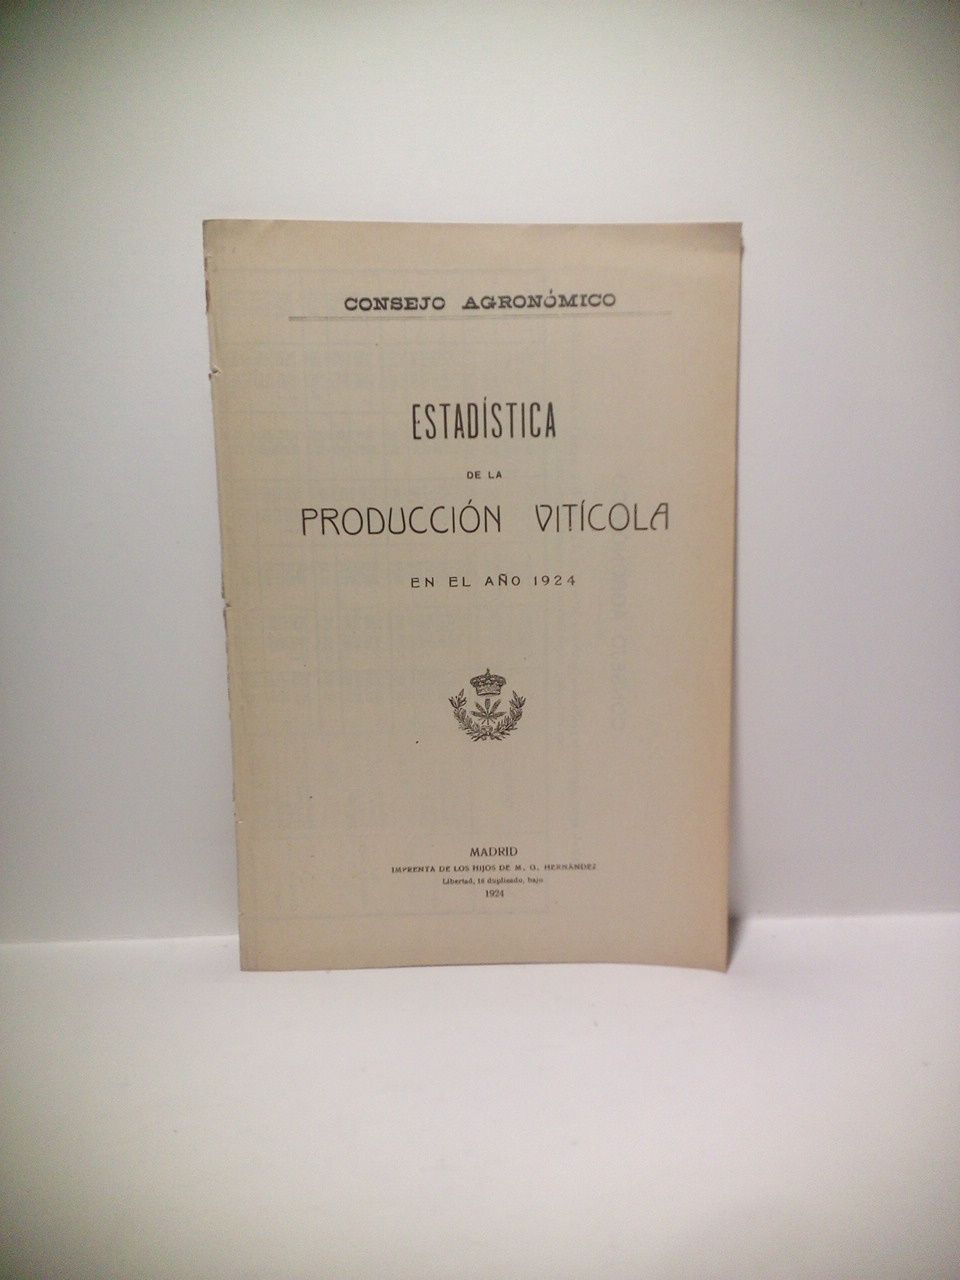 CONSEJO AGRONÓMICO
ESTADÍSTICA
DE LA
PRODUCCIÓN VITÍCOLA
EN EL AÑO 1924
MADRID
IMPRENTA DE LOS HIJOS DE M. G. HERNÁNDEZ
Libertad, 16 duplicado, bajo
1924